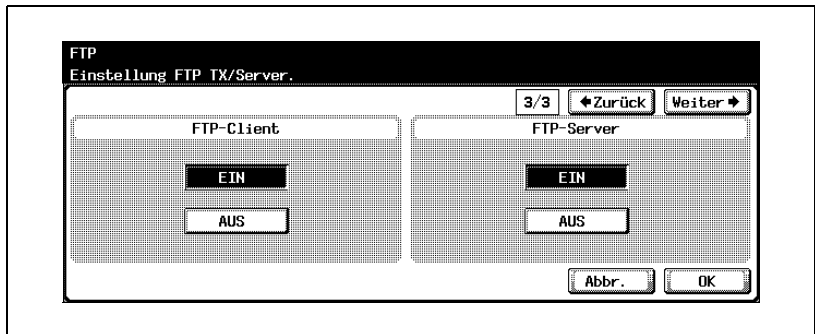 FTP
Einstellung FTP TX/Server.
3/3 Zurück Weiter
FTP-Client FTP-Server
EIN EIN
AUS AUS
Abbr. OK